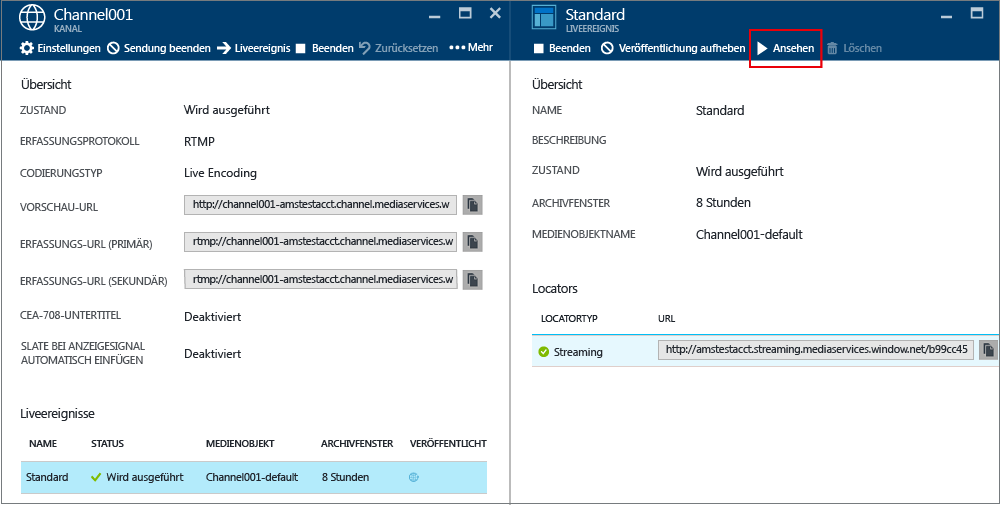 Channel001
KANAL
Einstellungen Sendung beenden Liveereignis Beenden Zurücksetzen Mehr
Übersicht
ZUSTAND Wird ausgeführt
ERFASSUNGSPROTOKOLL RTMP
CODIERUNGSTYP Live Encoding
VORSCHAU-URL http://channel001-amstestacct.channel.mediaservices.w
ERFASSUNGS-URL (PRIMÄR) rtmp://channel001-amstestacct.channel.mediaservices.w
ERFASSUNGS-URL (SEKUNDÄR) rtmp://channel001-amstestacct.channel.mediaservices.w
CEA-708-UNTERTITEL Deaktiviert
SLATE BEI ANZEIGESIGNAL
AUTOMATISCH EINFÜGEN Deaktiviert
Liveereignisse
NAME STATUS MEDIENOBJEKT ARCHIVFENSTER VERÖFFENTLICHT
Standard Wird ausgeführt Channel001-default 8 Stunden
Standard
LIVEEREIGNIS
Beenden Veröffentlichung aufheben Ansehen Löschen
Übersicht
NAME Standard
BESCHREIBUNG
ZUSTAND Wird ausgeführt
ARCHIVFENSTER 8 Stunden
MEDIENOBJEKTNAME Channel001-default
Locators
LOCATORTYP URL
Streaming http://amstestacct.streaming.mediaservices.window.net/b99cc45